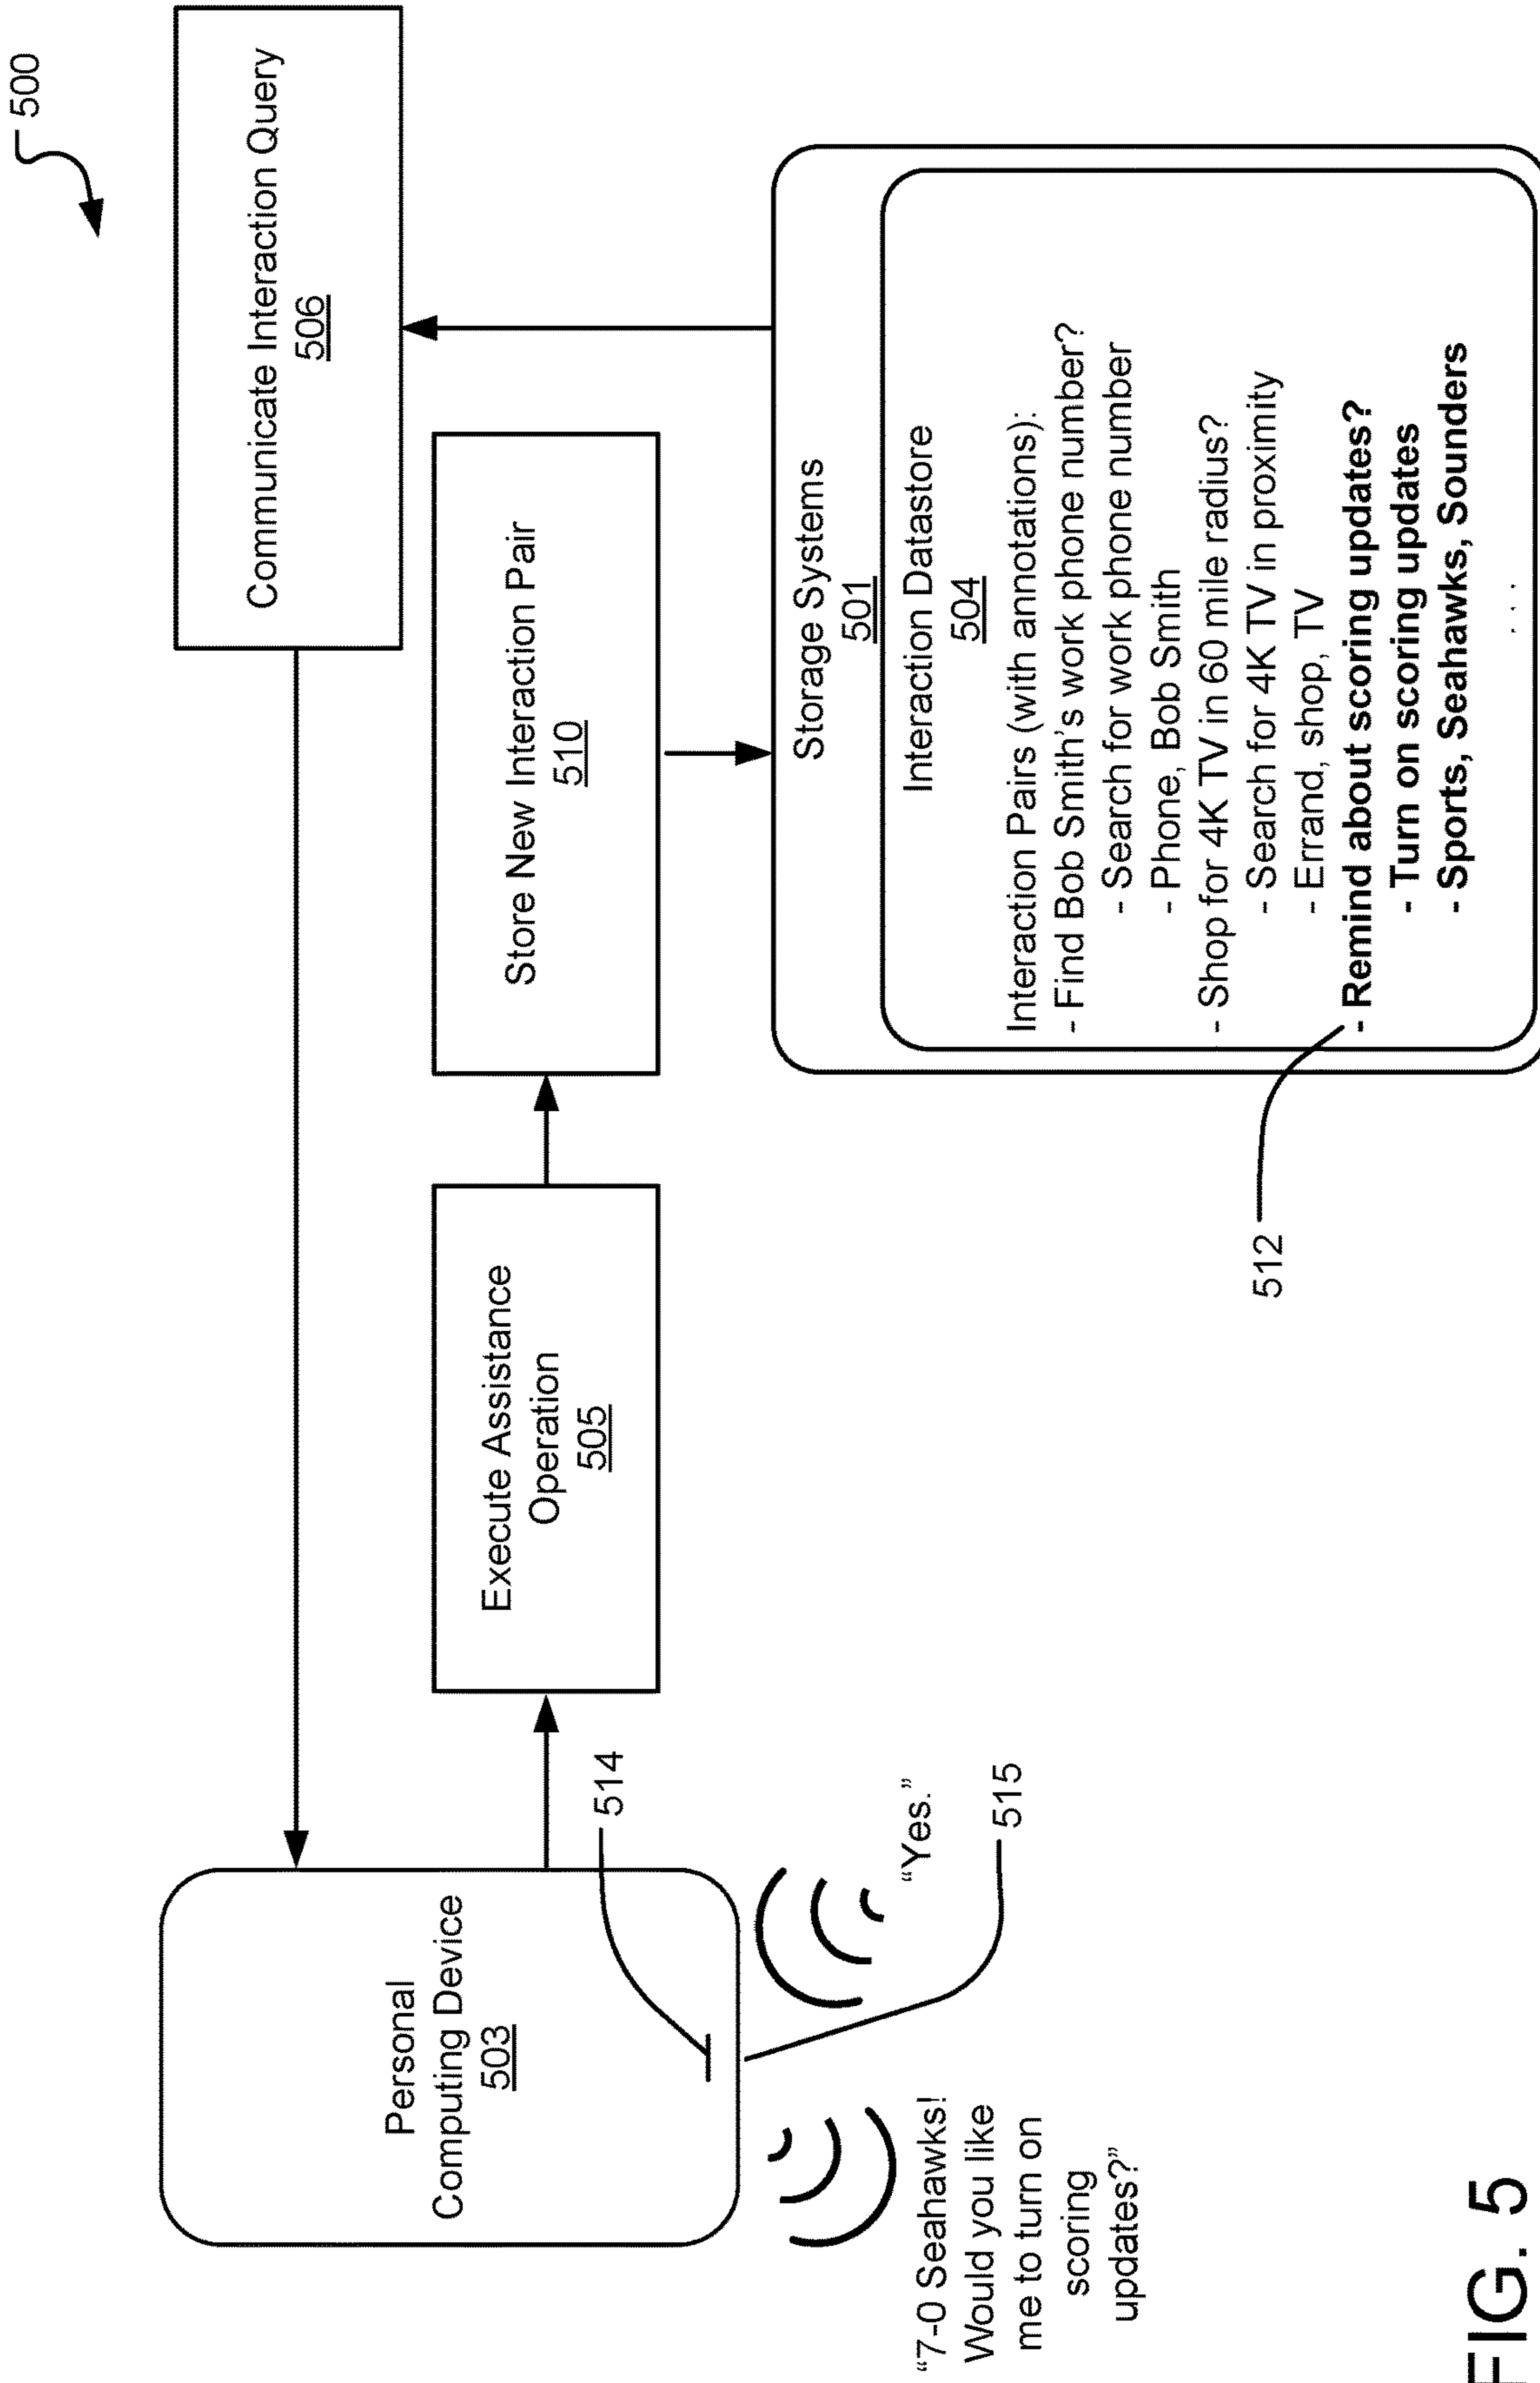 500
Communicate Interaction Query
506
Personal
Computing Device
503
514
Execute Assistance
Operation
505
Store New Interaction Pair
510
"7-0 Seahawks!
Would you like
me to turn on
scoring
updates?"
“Yes.”
515
Storage Systems
501
Interaction Datastore
504
Interaction Pairs (with annotations):
- Find Bob Smith's work phone number?
- Search for work phone number
- Phone, Bob Smith
- Shop for 4K TV in 60 mile radius?
- Search for 4K TV in proximity
- Errand, shop, TV
- Remind about scoring updates?
- Turn on scoring updates
- Sports, Seahawks, Sounders
. . .
512
FIG. 5